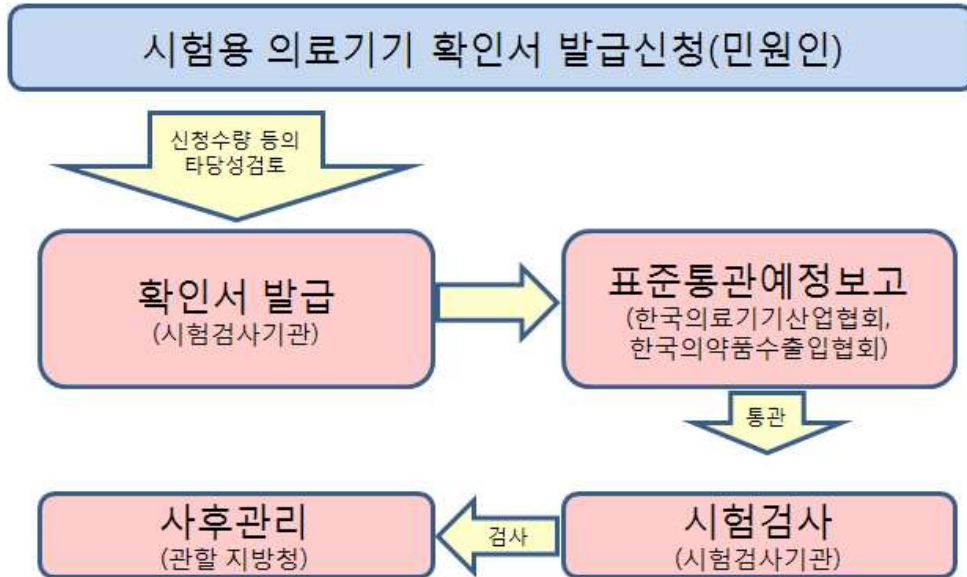 시험용 의료기기 확인서 발급신청(민원인)
신청수량 등의
타당성검토
확인서 발급
(시험검사기관)
표준통관예정보고
(한국의료기기산업협회,
한국의약품수출입협회)
통관
시험검사
(시험검사기관)
검사
사후관리
(관할 지방청)